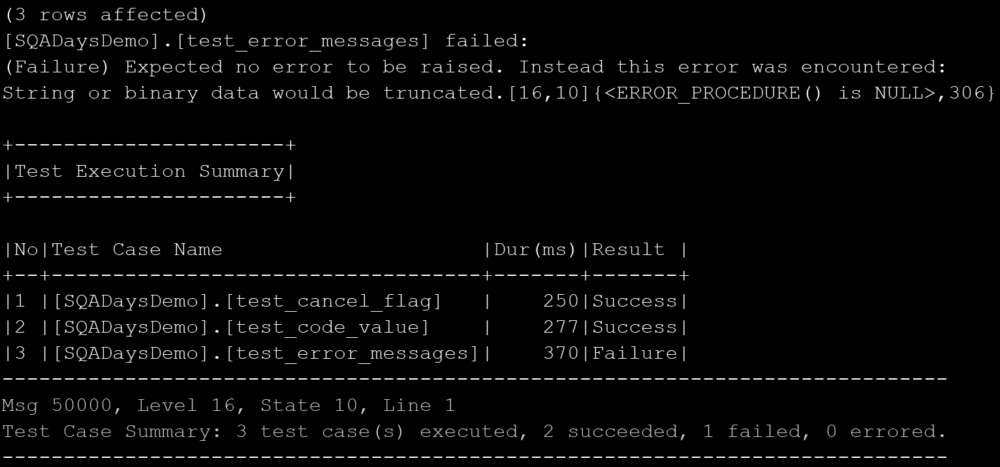 (3 rows affected)
[SQADaysDemo].[test_error_messages] failed:
(Failure) Expected no error to be raised. Instead this error was encountered:
String or binary data would be truncated.[16,10]{<ERROR_PROCEDURE() is NULL>,306}
+----------------------+
|Test Execution Summary|
+----------------------+
|No|Test Case Name                     |Dur(ms)|Result |
+--+-----------------------------------+-------+-------+
|1 |[SQADaysDemo].[test_cancel_flag]   |    250|Success|
|2 |[SQADaysDemo].[test_code_value]    |    277|Success|
|3 |[SQADaysDemo].[test_error_messages]|    370|Failure|
-----------------------------------------------------------------------------
Msg 50000, Level 16, State 10, Line 1
Test Case Summary: 3 test case(s) executed, 2 succeeded, 1 failed, 0 errored.
-----------------------------------------------------------------------------